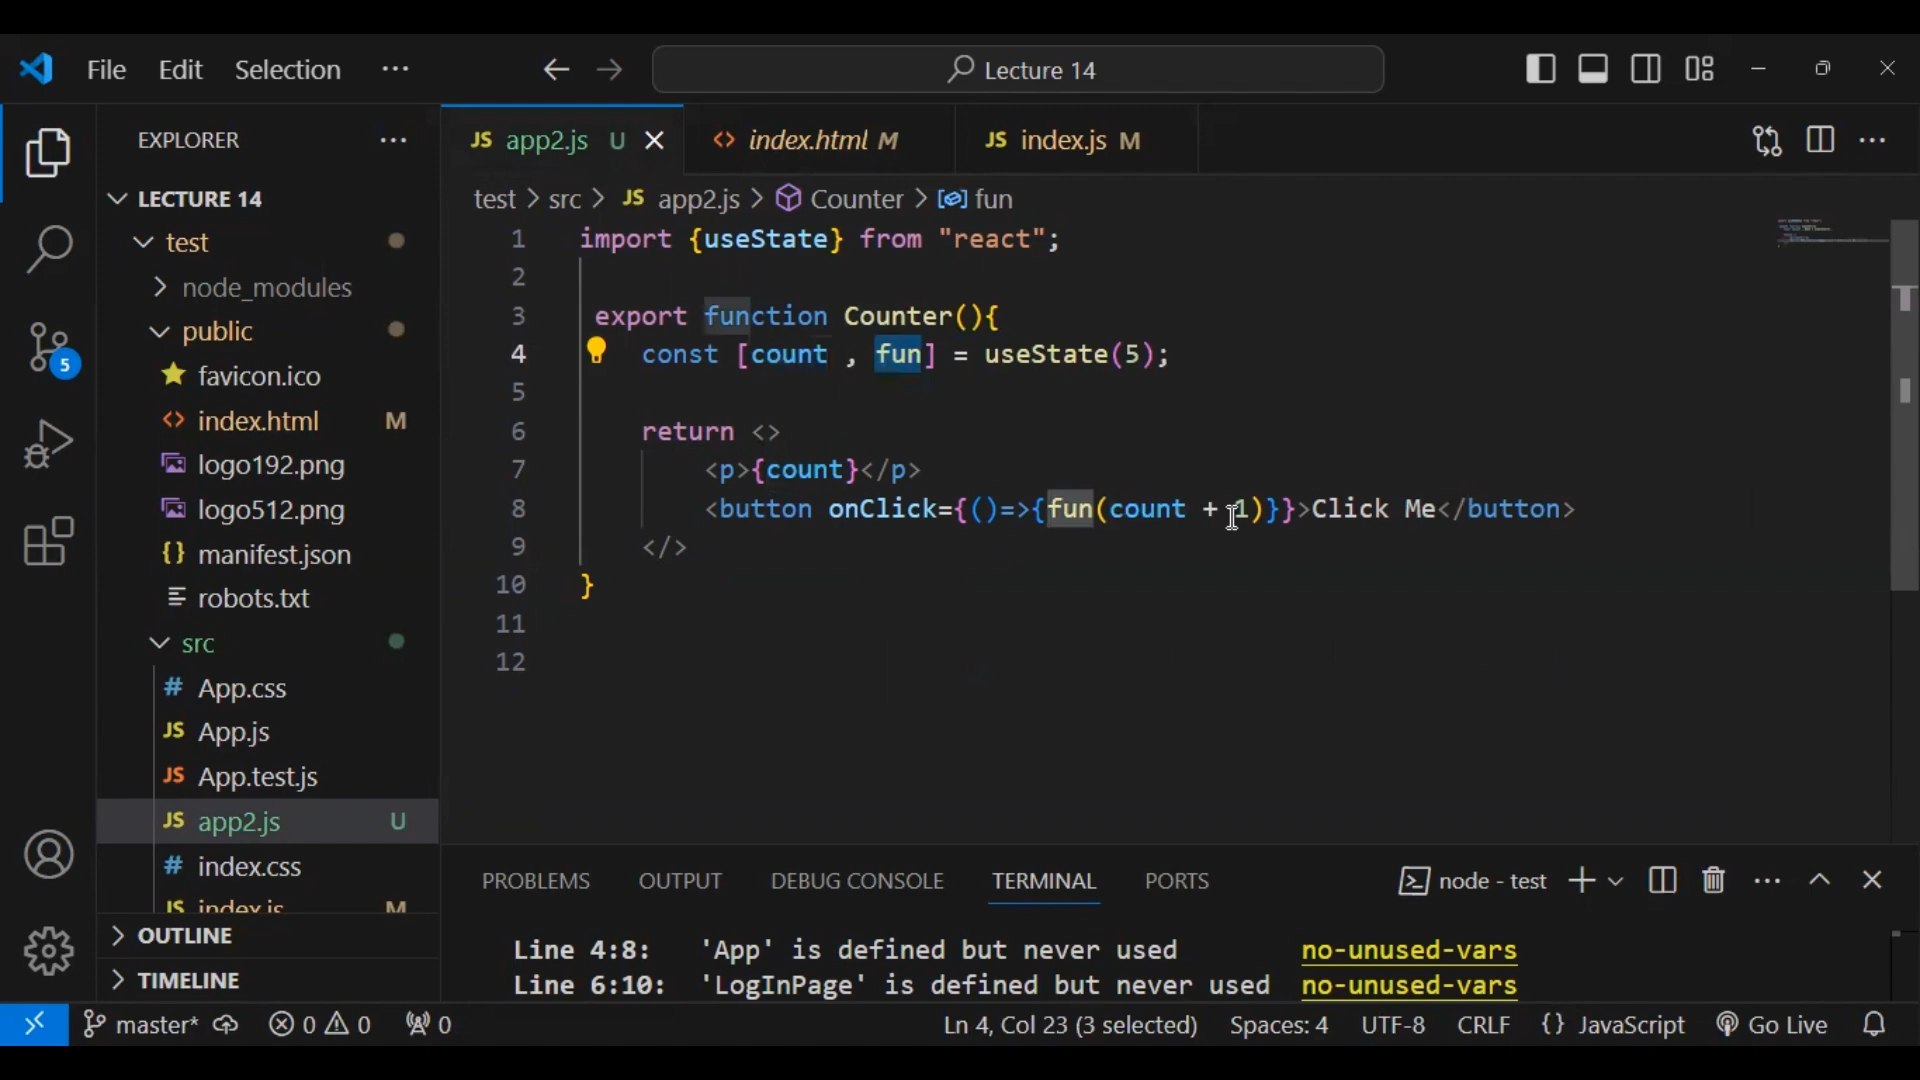 File Edit Selection ··· Lecture 14
EXPLORER ···
LECTURE 14
test
node_modules
public
favicon.ico
index.html M
logo192.png
logo512.png
manifest.json
robots.txt
src
App.css
App.js
App.test.js
app2.js U
index.css
index.js M
OUTLINE
TIMELINE
JS app2.js U index.html M JS index.js M
test > src > JS app2.js > Counter > fun
1 import {useState} from "react";
2
3 export function Counter(){
4 const [count , fun] = useState(5);
5
6 return <>
7 <p>{count}</p>
8 <button onClick={()=>{fun(count + 1)}}>Click Me</button>
9 </>
10 }
11
12
PROBLEMS OUTPUT DEBUG CONSOLE TERMINAL PORTS node - test
Line 4:8: 'App' is defined but never used no-unused-vars
Line 6:10: 'LogInPage' is defined but never used no-unused-vars
master* 0 0 0 Ln 4, Col 23 (3 selected) Spaces: 4 UTF-8 CRLF {} JavaScript Go Live
5